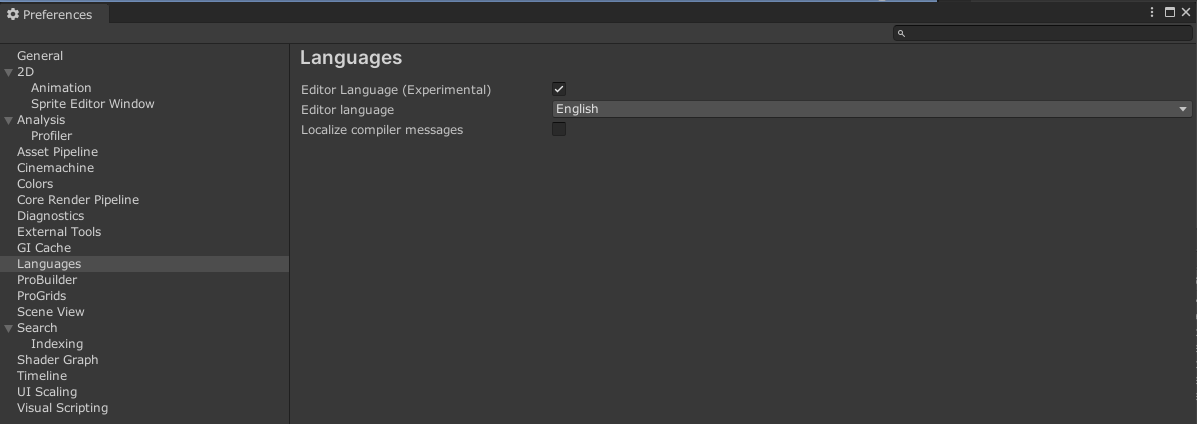 Preferences
General
2D
Animation
Sprite Editor Window
Analysis
Profiler
Asset Pipeline
Cinemachine
Colors
Core Render Pipeline
Diagnostics
External Tools
GI Cache
Languages
ProBuilder
ProGrids
Scene View
Search
Indexing
Shader Graph
Timeline
UI Scaling
Visual Scripting
Languages
Editor Language (Experimental)
Editor language English
Localize compiler messages